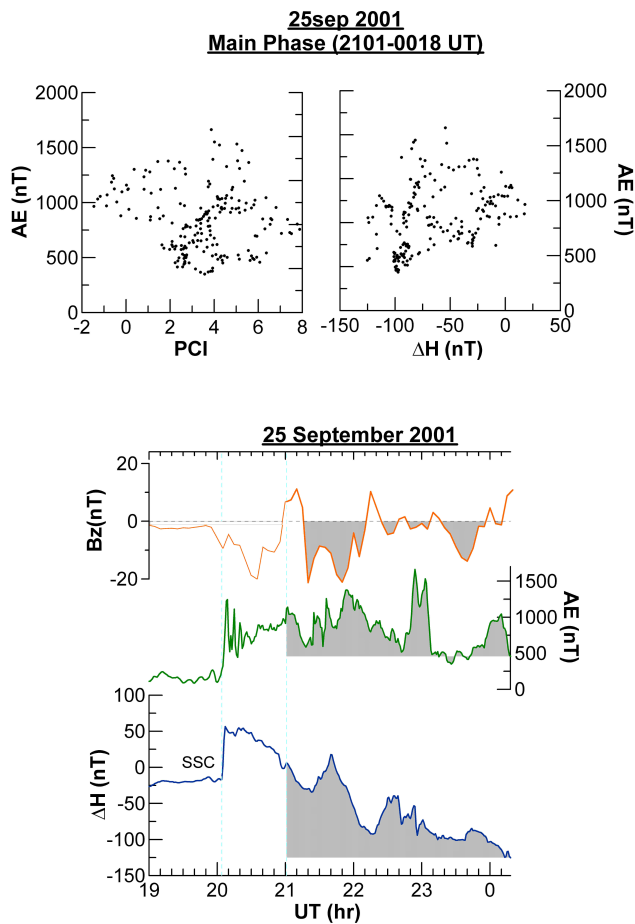 25sep 2001
Main Phase (2101-0018 UT)
2000
1500
1000
500
0
AE (nT)
-2 0 2 4 6 8
PCI
2000
1500
1000
500
0
AE (nT)
-150 -100 -50 0 50
ΔH (nT)
25 September 2001
20
0
-20
Bz(nT)
1500
1000
500
0
AE (nT)
100
50
0
-50
-100
-150
ΔH (nT)
SSC
19 20 21 22 23 0
UT (hr)